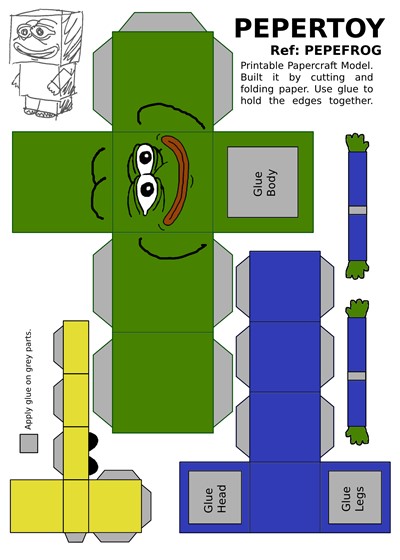 PEPERTOY
Ref: PEPEFROG
Printable Papercraft Model.
Built it by cutting and
folding paper. Use glue to
hold the edges together.
Glue
Body
Apply glue on grey parts.
Glue
Head
Glue
Legs